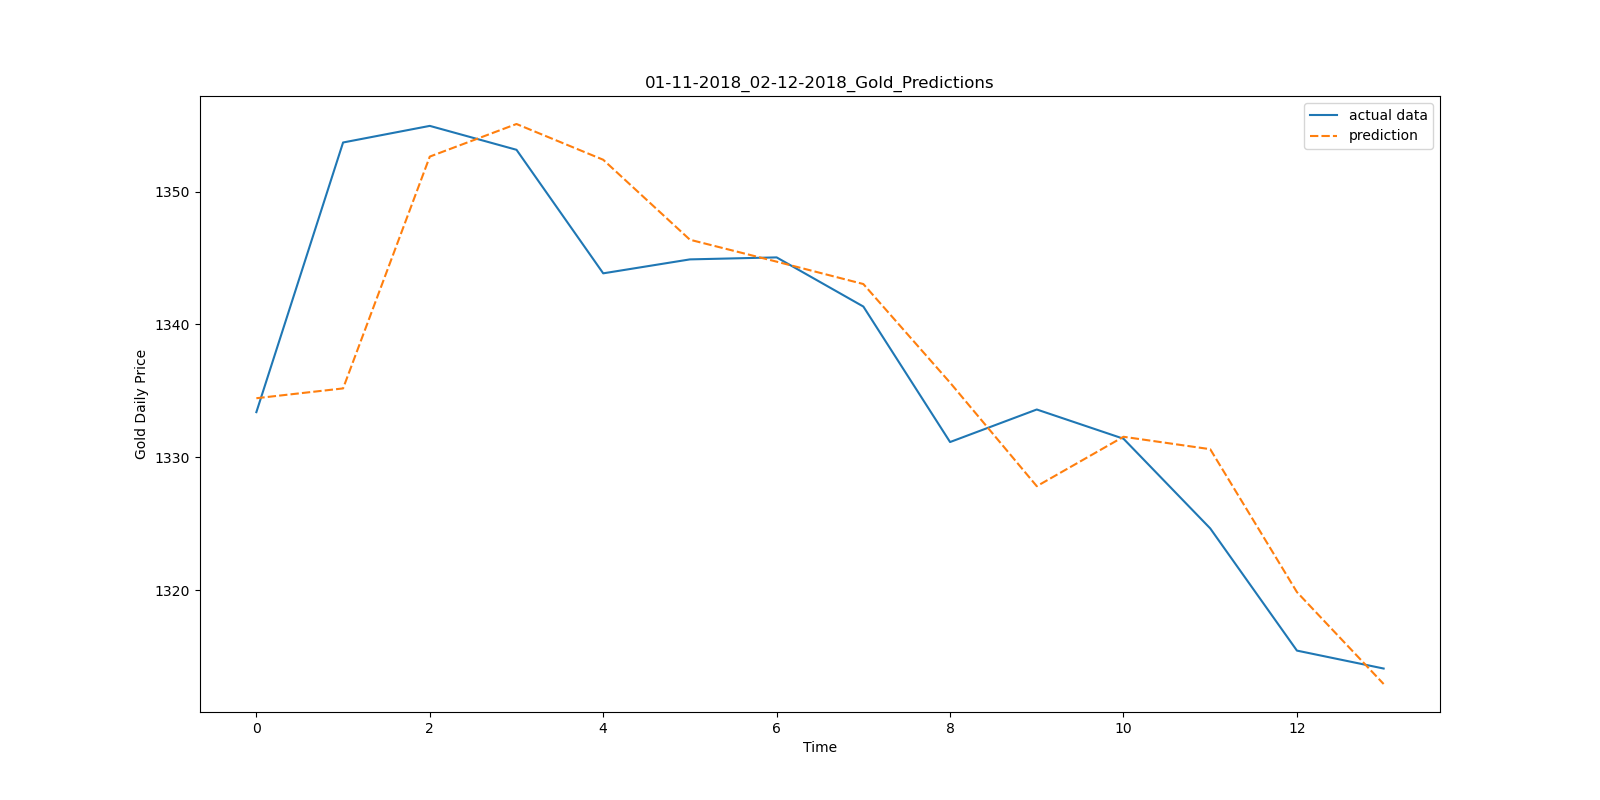 01-11-2018_02-12-2018_Gold_Predictions
actual data
prediction
Gold Daily Price
1350
1340
1330
1320
0 2 4 6 8 10 12
Time